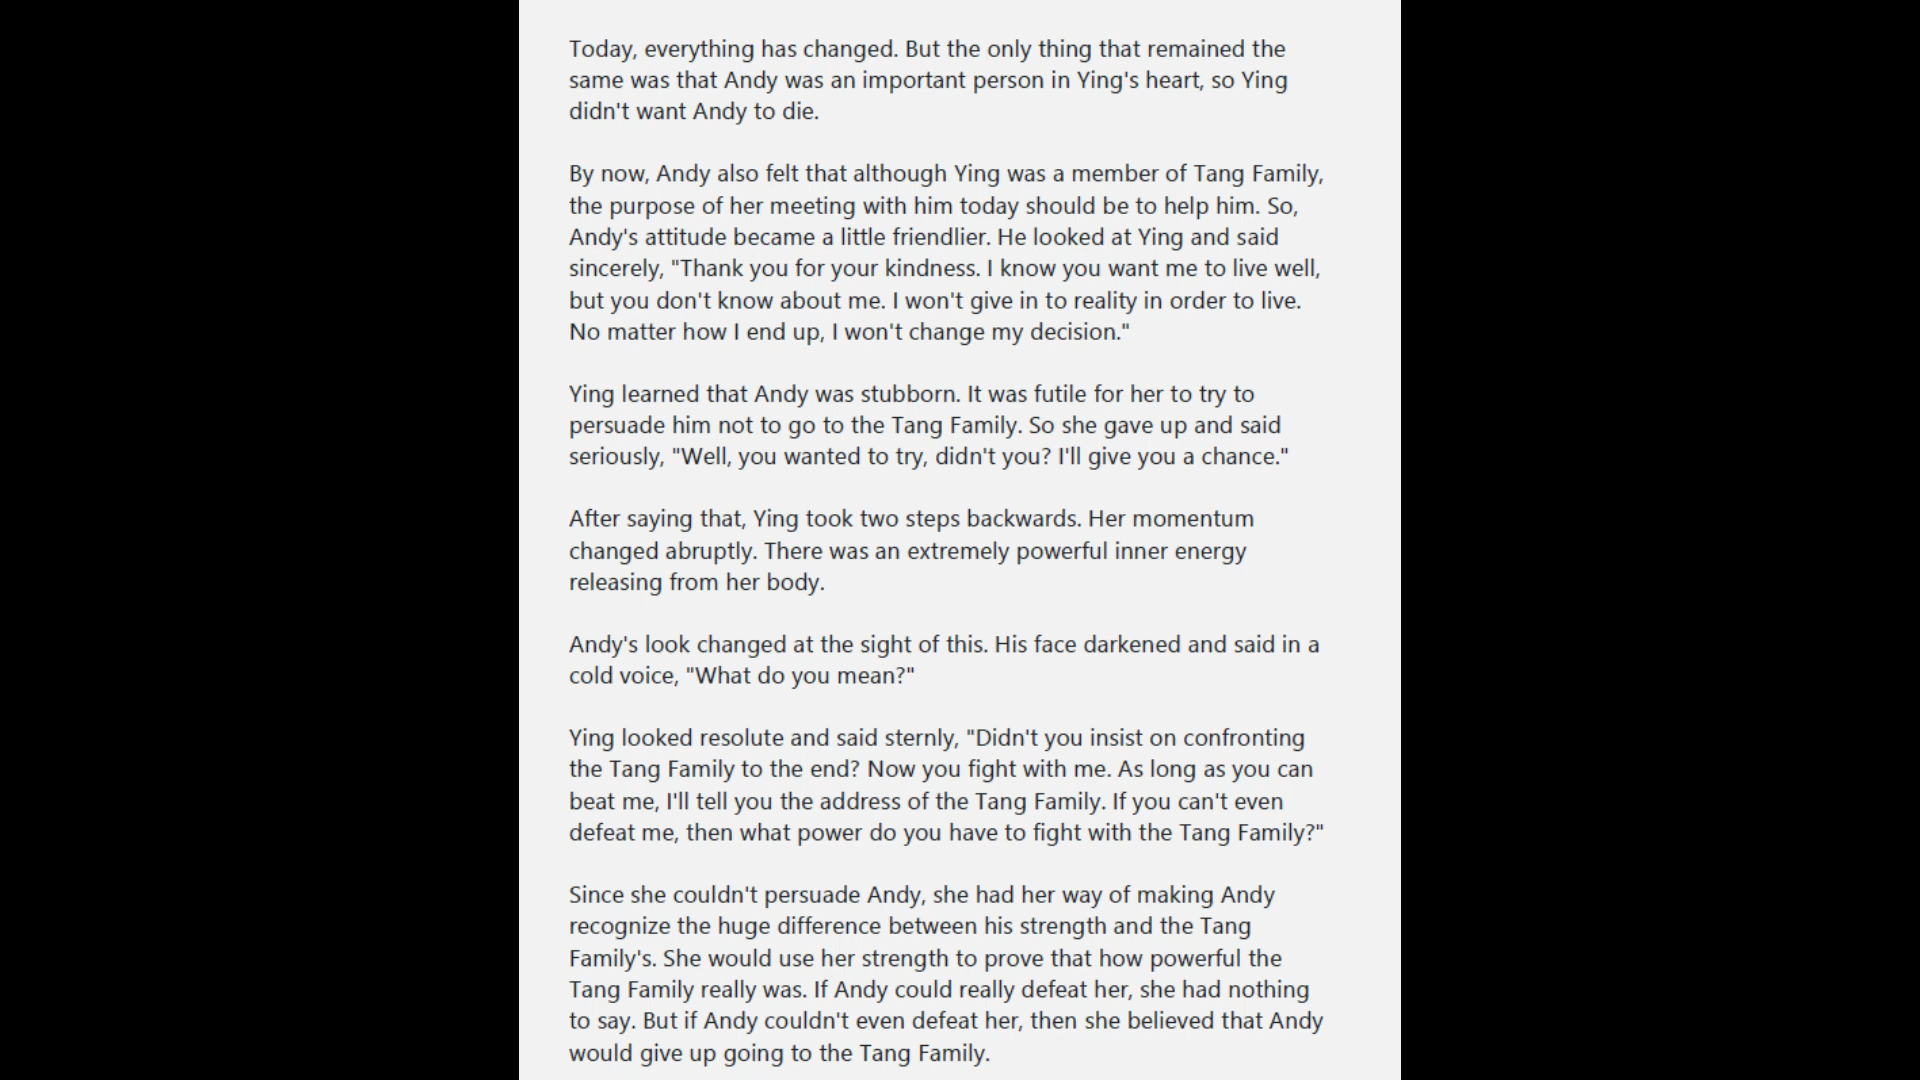 Today, everything has changed. But the only thing that remained the
same was that Andy was an important person in Ying's heart, so Ying
didn't want Andy to die.
By now, Andy also felt that although Ying was a member of Tang Family,
the purpose of her meeting with him today should be to help him. So,
Andy's attitude became a little friendlier. He looked at Ying and said
sincerely, "Thank you for your kindness. I know you want me to live well,
but you don't know about me. I won't give in to reality in order to live.
No matter how I end up, I won't change my decision."
Ying learned that Andy was stubborn. It was futile for her to try to
persuade him not to go to the Tang Family. So she gave up and said
seriously, "Well, you wanted to try, didn't you? I'll give you a chance."
After saying that, Ying took two steps backwards. Her momentum
changed abruptly. There was an extremely powerful inner energy
releasing from her body.
Andy's look changed at the sight of this. His face darkened and said in a
cold voice, "What do you mean?"
Ying looked resolute and said sternly, "Didn't you insist on confronting
the Tang Family to the end? Now you fight with me. As long as you can
beat me, I'll tell you the address of the Tang Family. If you can't even
defeat me, then what power do you have to fight with the Tang Family?"
Since she couldn't persuade Andy, she had her way of making Andy
recognize the huge difference between his strength and the Tang
Family's. She would use her strength to prove that how powerful the
Tang Family really was. If Andy could really defeat her, she had nothing
to say. But if Andy couldn't even defeat her, then she believed that Andy
would give up going to the Tang Family.